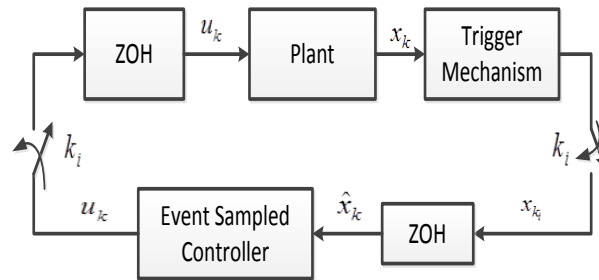 ZOH
u_k
Plant
x_k
Trigger
Mechanism
k_i
k_i
u_k
Event Sampled
Controller
x̂_k
ZOH
x_{k_i}